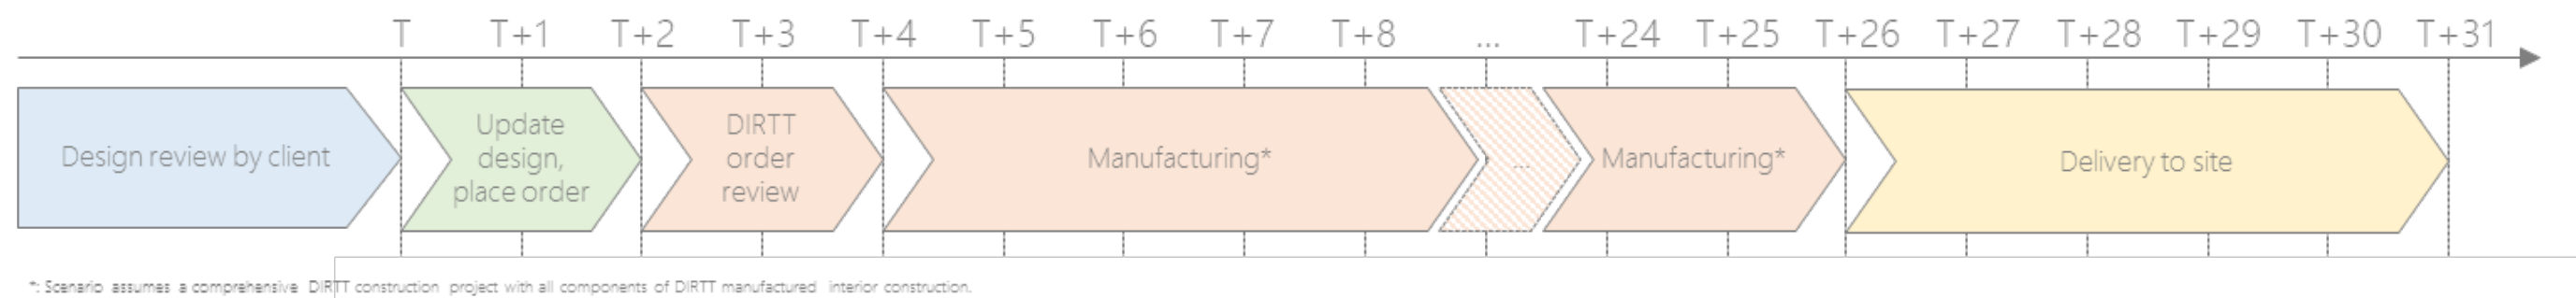 T T+1 T+2 T+3 T+4 T+5 T+6 T+7 T+8 ... T+24 T+25 T+26 T+27 T+28 T+29 T+30 T+31
Design review by client
Update
design,
place order
DIRTT
order
review
Manufacturing*
...
Manufacturing*
Delivery to site
*: Scenario assumes a comprehensive DIRTT construction project with all components of DIRTT manufactured interior construction.